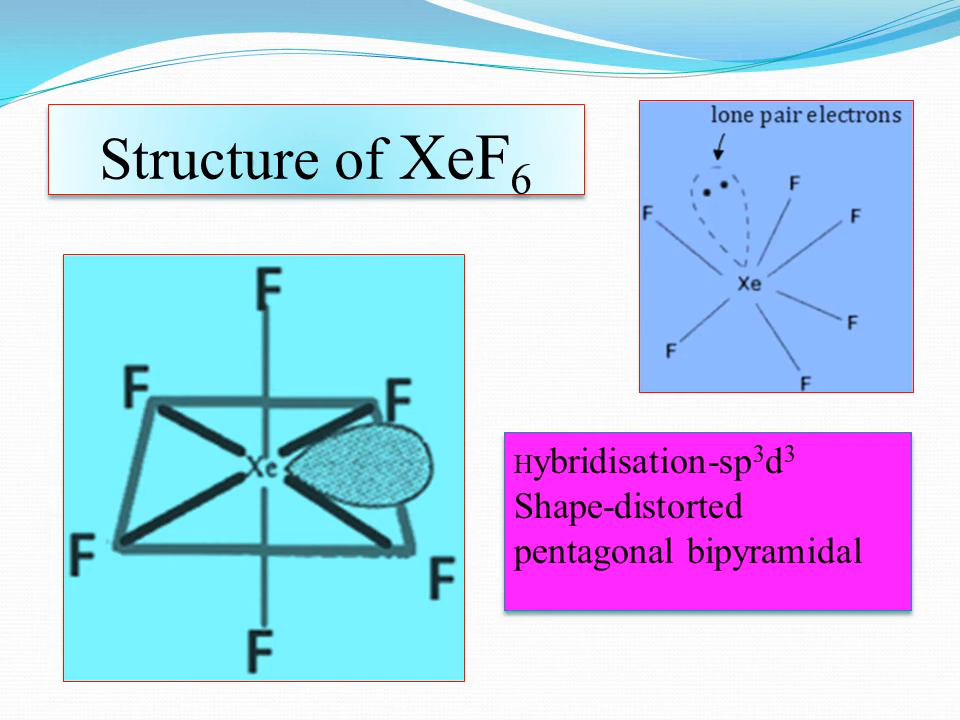 Structure of XeF₆
lone pair electrons
F
F
F
Xe
F
F
F
F
F
F
Xe
F
F
F
Hybridisation-sp³d³
Shape-distorted
pentagonal bipyramidal